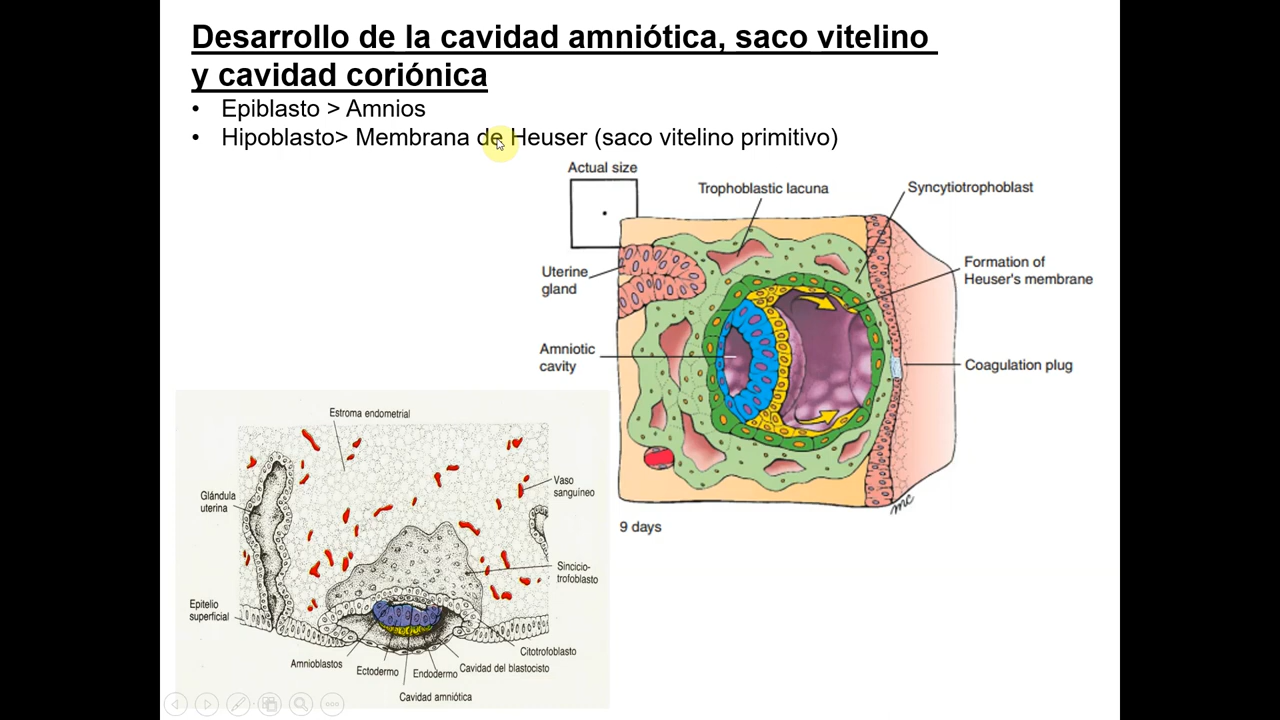 Desarrollo de la cavidad amniótica, saco vitelino
y cavidad coriónica
• Epiblasto > Amnios
• Hipoblasto> Membrana de Heuser (saco vitelino primitivo)
Actual size
Trophoblastic lacuna
Syncytiotrophoblast
Uterine
gland
Formation of
Heuser's membrane
Amniotic
cavity
Coagulation plug
mc
9 days
Estroma endometrial
Glándula
uterina
Vaso
sanguíneo
Sincicio-
trofoblasto
Epitelio
superficial
Citotrofoblasto
Amnioblastos
Ectodermo
Endodermo
Cavidad del blastocisto
Cavidad amniótica